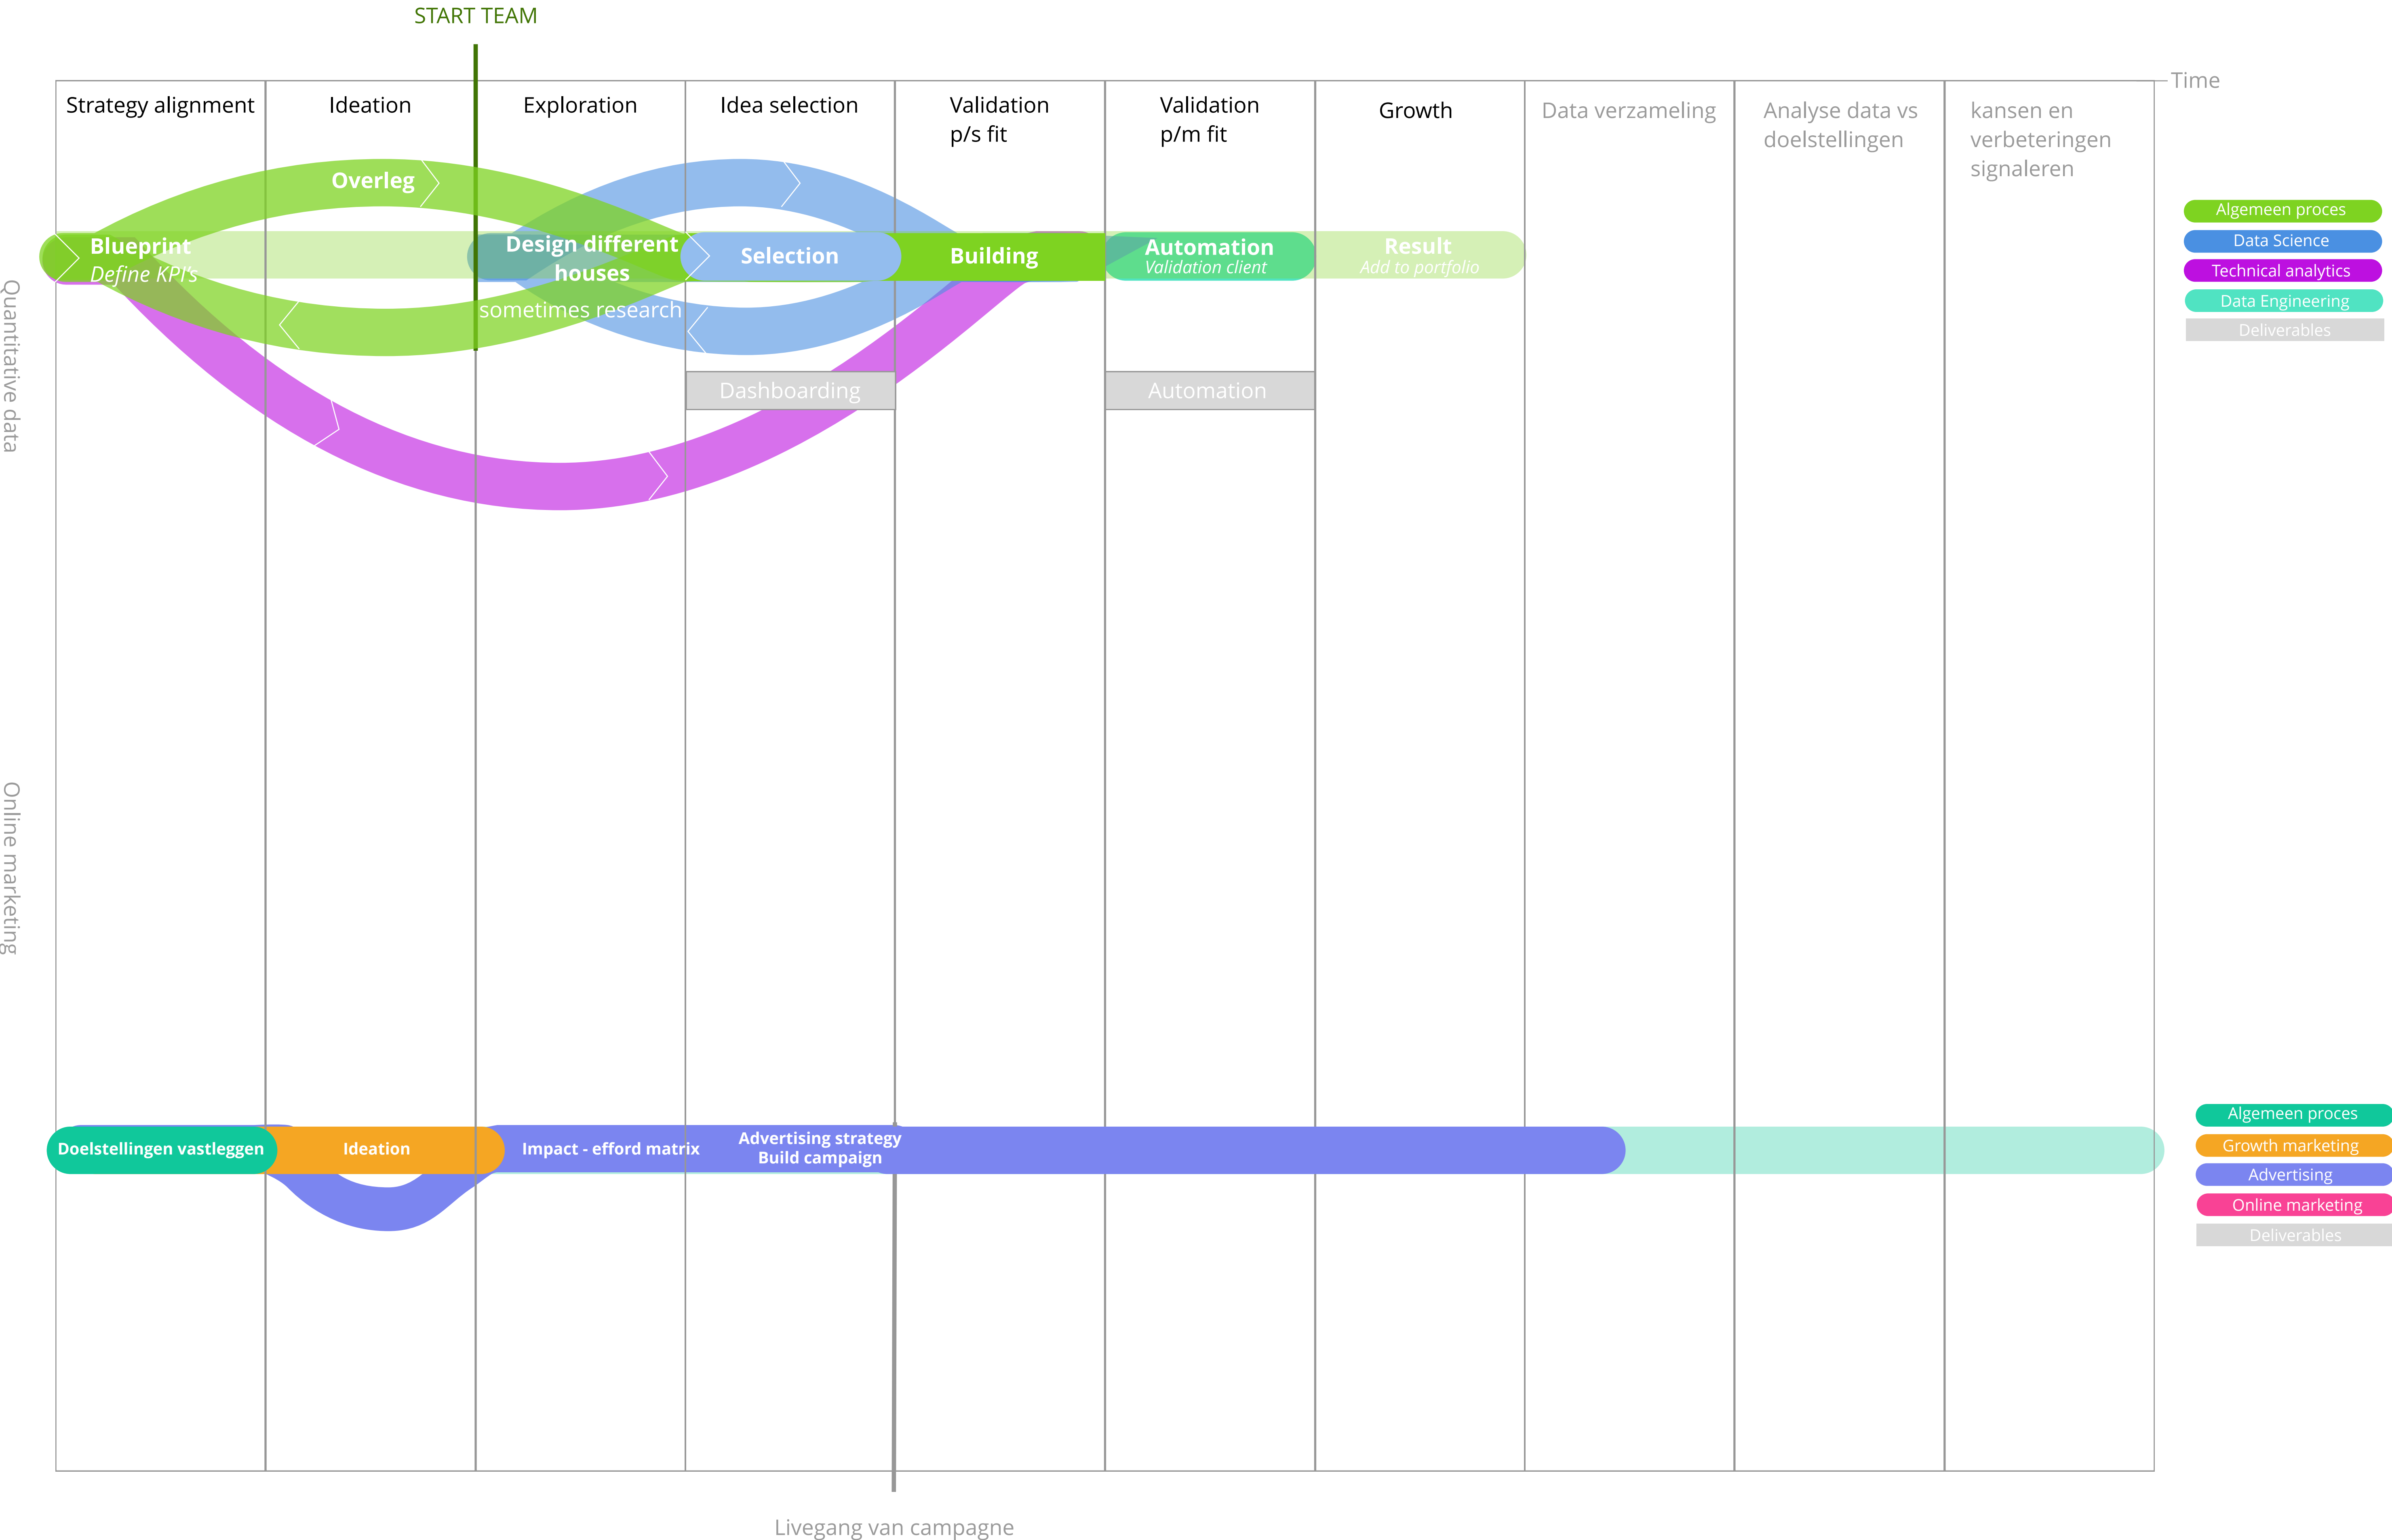 START TEAM
Time
Strategy alignment
Ideation
Exploration
Idea selection
Validation
p/s fit
Validation
p/m fit
Growth
Data verzameling
Analyse data vs
doelstellingen
kansen en
verbeteringen
signaleren
Quantitative data
Overleg
Blueprint
Define KPI's
Design different
houses
sometimes research
Selection
Building
Automation
Validation client
Result
Add to portfolio
Dashboarding
Automation
Algemeen proces
Data Science
Technical analytics
Data Engineering
Deliverables
Online marketing
Doelstellingen vastleggen
Ideation
Impact - efford matrix
Advertising strategy
Build campaign
Algemeen proces
Growth marketing
Advertising
Online marketing
Deliverables
Livegang van campagne